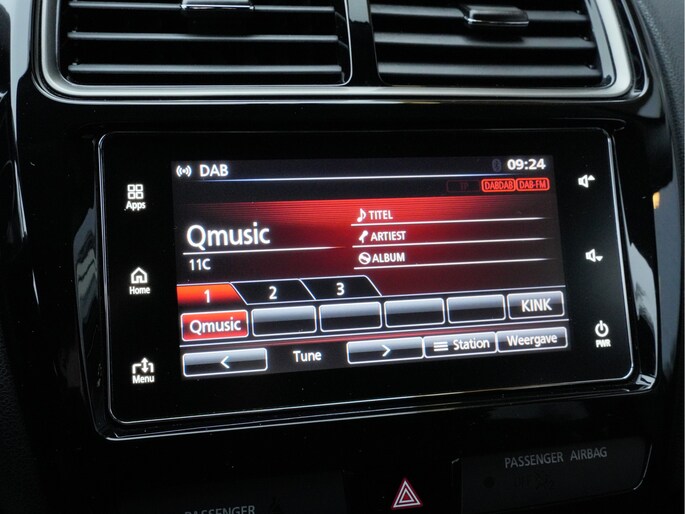 DAB 09:24
TP DABDAB DAB-FM
Apps
Qmusic
TITEL
ARTIEST
11C
ALBUM
Home
1 2 3
Qmusic KINK
< Tune > Station Weergave
PWR
Menu
PASSENGER AIRBAG
PASSENGER